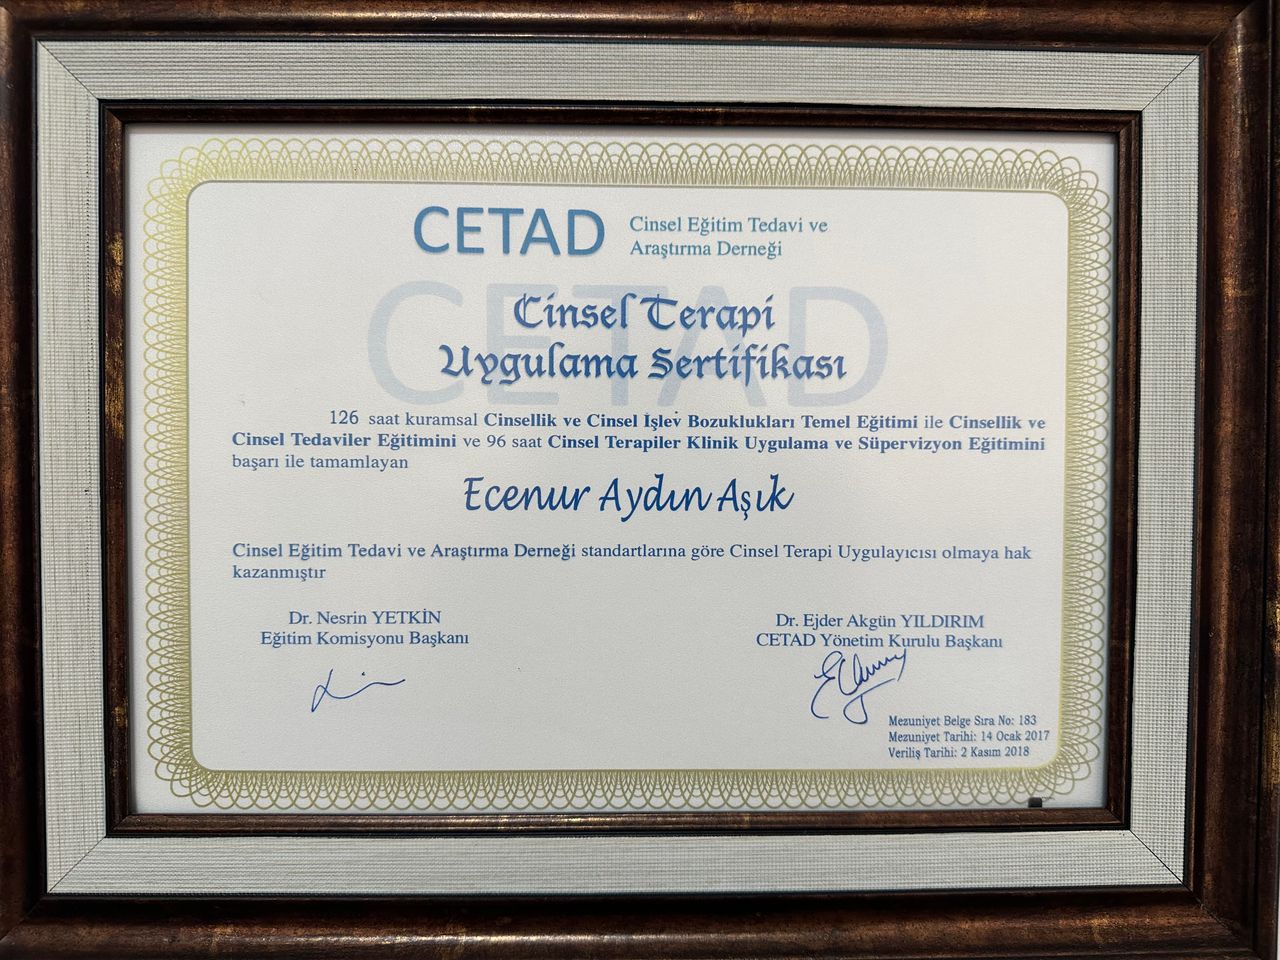 CETAD
Cinsel Eğitim Tedavi ve
Araştırma Derneği
CETAD
Cinsel Terapi
Uygulama Sertifikası
126 saat kuramsal Cinsellik ve Cinsel İşlev Bozuklukları Temel Eğitimi ile Cinsellik ve
Cinsel Tedaviler Eğitimini ve 96 saat Cinsel Terapiler Klinik Uygulama ve Süpervizyon Eğitimini
başarı ile tamamlayan
Ecenur Aydın Aşık
Cinsel Eğitim Tedavi ve Araştırma Derneği standartlarına göre Cinsel Terapi Uygulayıcısı olmaya hak
kazanmıştır
Dr. Nesrin YETKİN
Eğitim Komisyonu Başkanı
Dr. Ejder Akgün YILDIRIM
CETAD Yönetim Kurulu Başkanı
Mezuniyet Belge Sıra No: 183
Mezuniyet Tarihi: 14 Ocak 2017
Veriliş Tarihi: 2 Kasım 2018